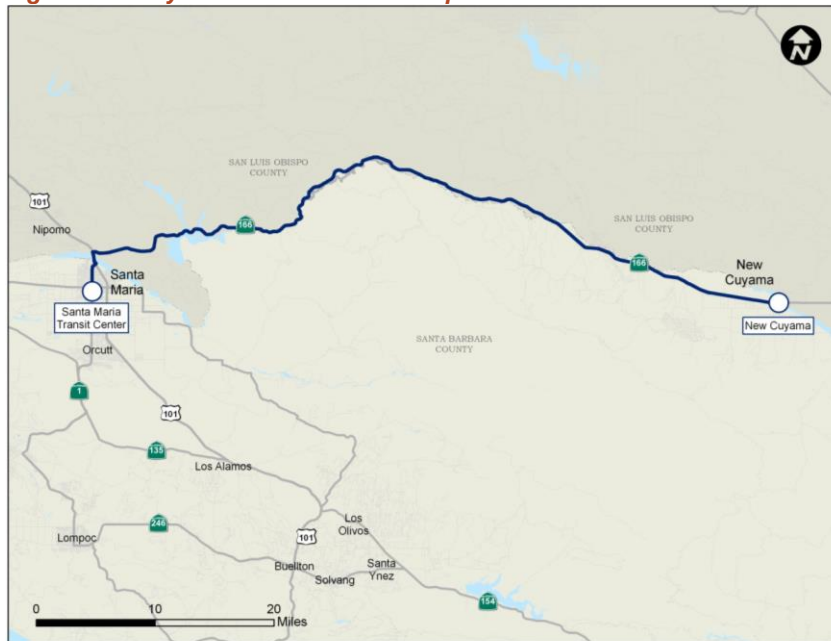 N
SAN LUIS OBISPO
COUNTY
101
Nipomo
166
SAN LUIS OBISPO
COUNTY
166
New
Cuyama
Santa
Maria
Santa Maria
Transit Center
New Cuyama
Orcutt
SANTA BARBARA
COUNTY
1
101
135
Los Alamos
246
Los
Olivos
Lompoc
101
Buellton
Santa
Ynez
Solvang
154
0
10
20
Miles